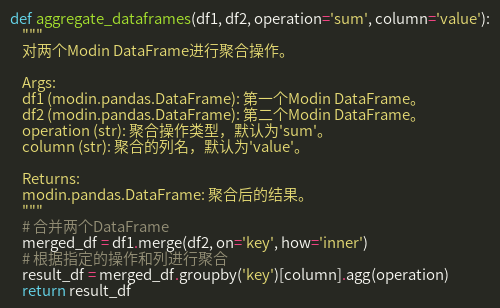 def aggregate_dataframes(df1, df2, operation='sum', column='value'):
"""
对两个Modin DataFrame进行聚合操作。
Args:
df1 (modin.pandas.DataFrame): 第一个Modin DataFrame。
df2 (modin.pandas.DataFrame): 第二个Modin DataFrame。
operation (str): 聚合操作类型，默认为'sum'。
column (str): 聚合的列名，默认为'value'。
Returns:
modin.pandas.DataFrame: 聚合后的结果。
"""
# 合并两个DataFrame
merged_df = df1.merge(df2, on='key', how='inner')
# 根据指定的操作和列进行聚合
result_df = merged_df.groupby('key')[column].agg(operation)
return result_df